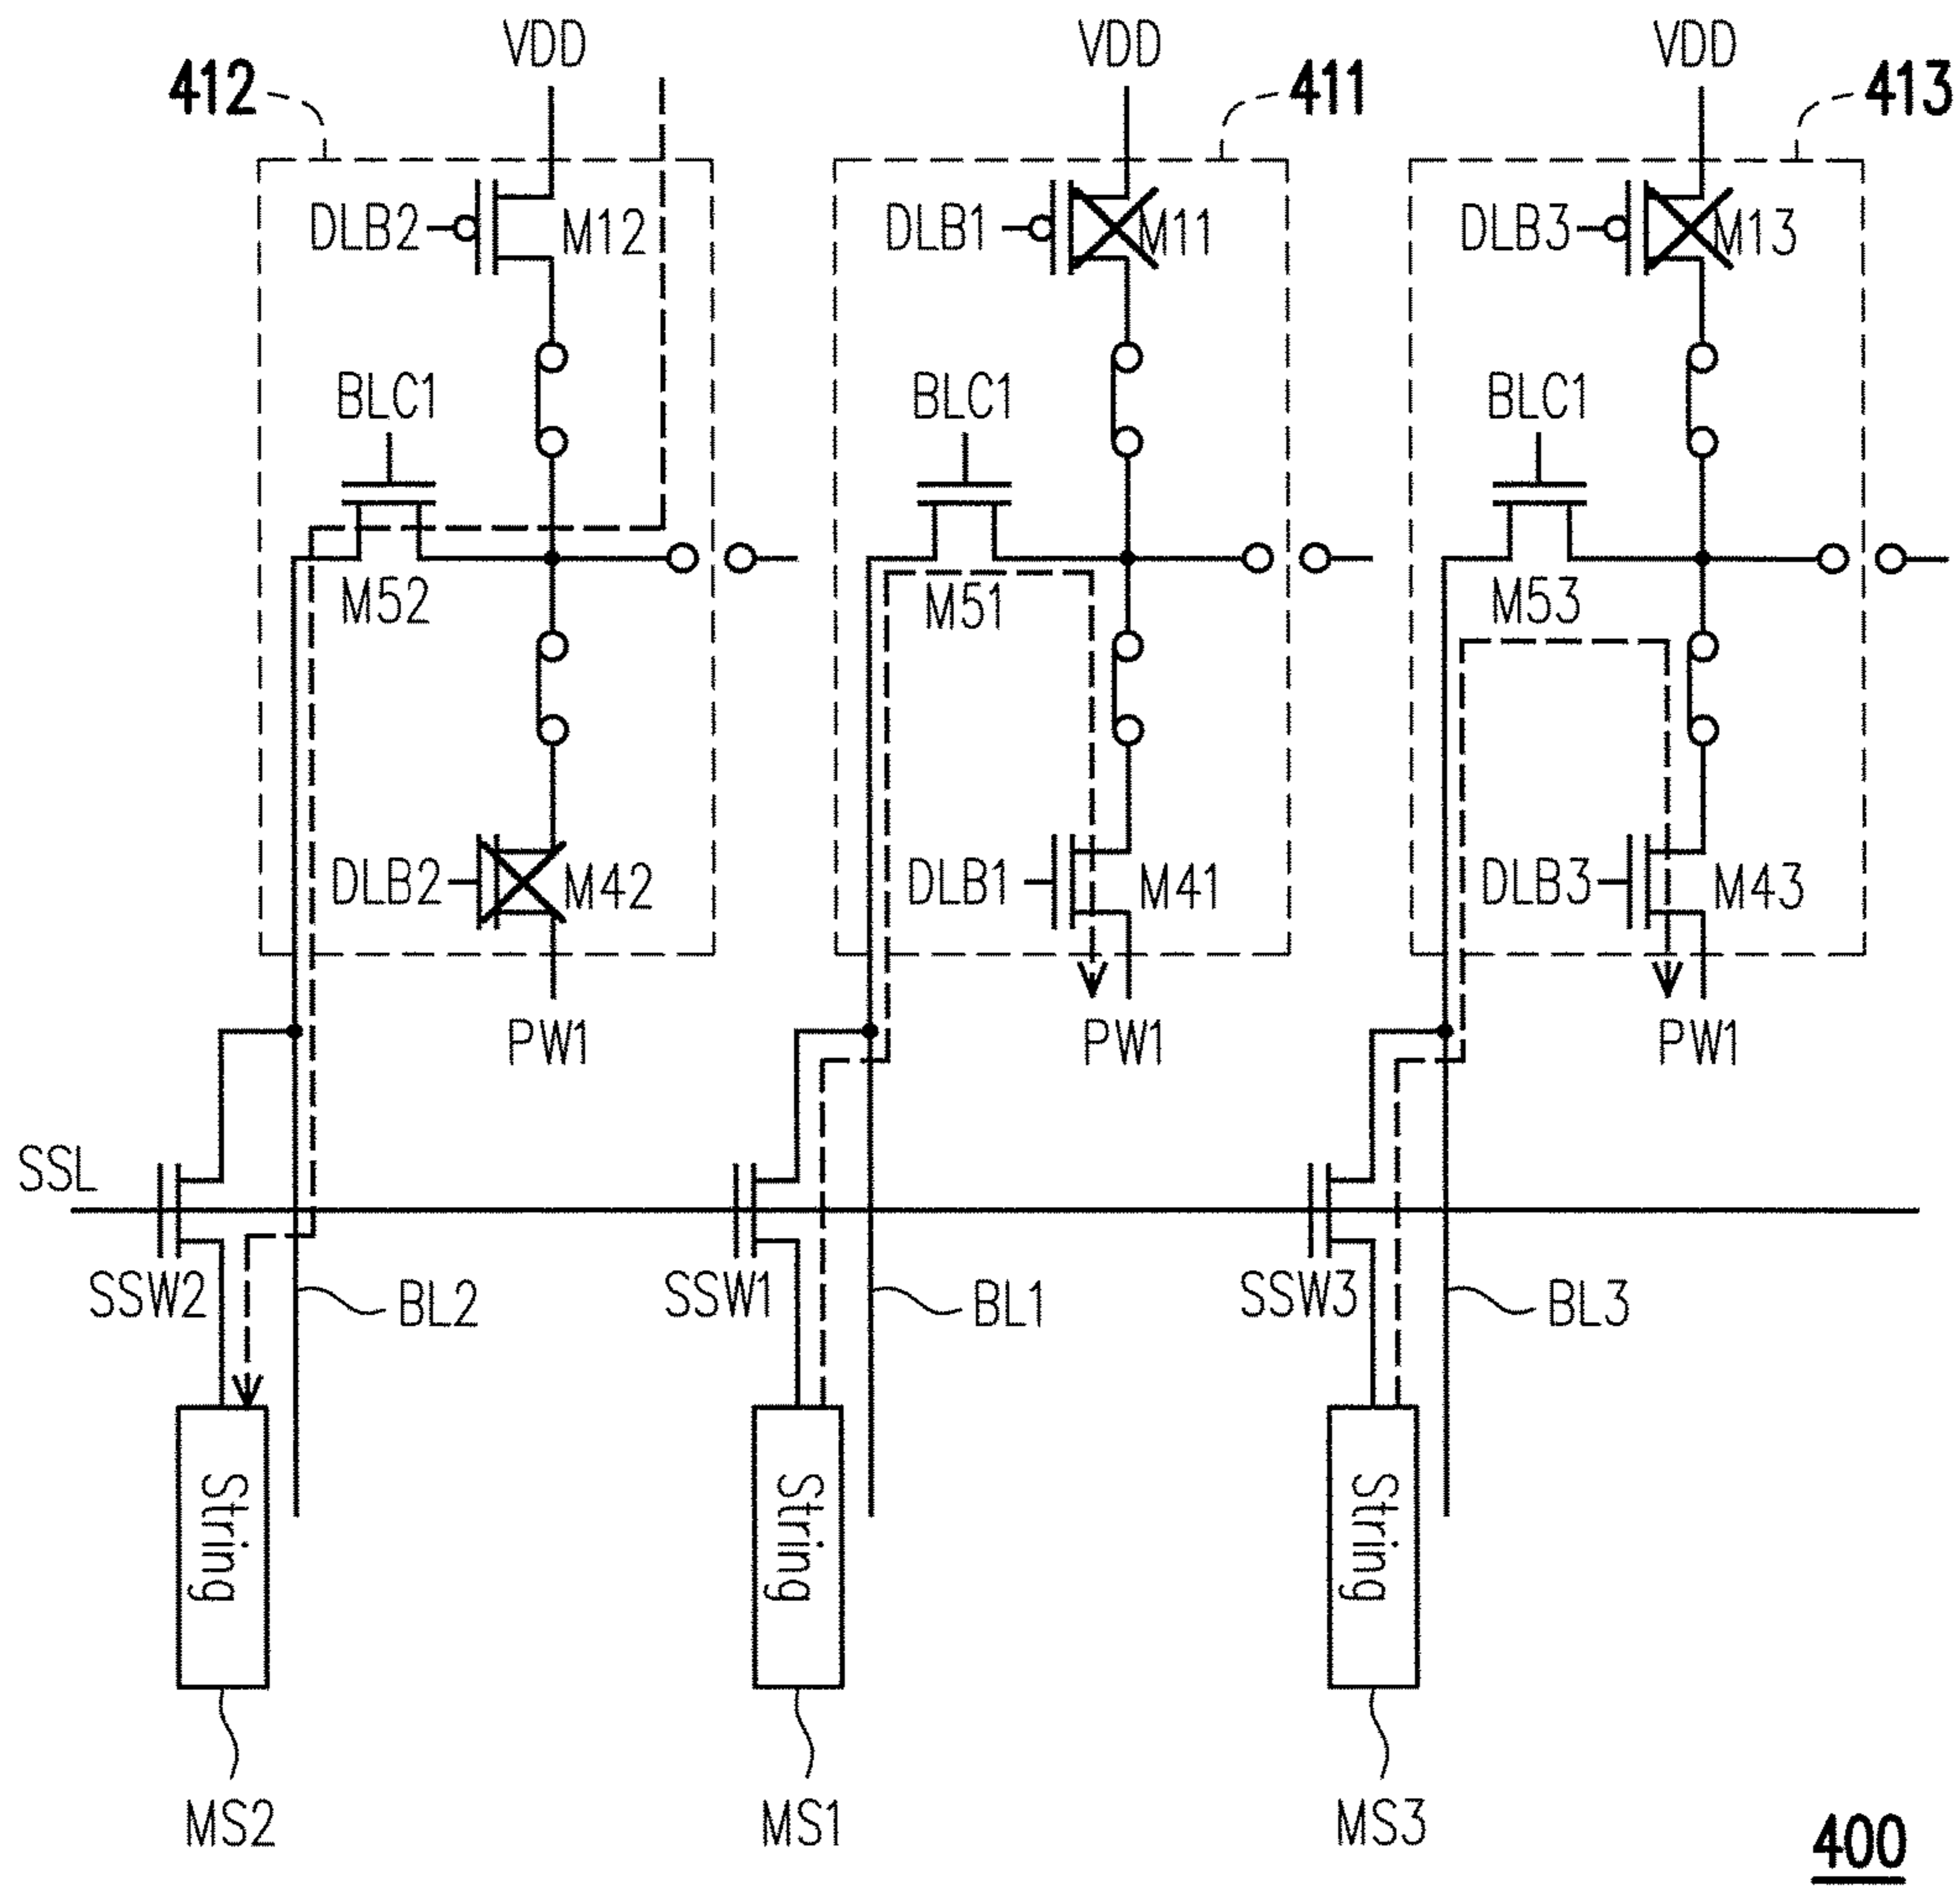 VDD VDD VDD
412 411 413
DLB2 M12 DLB1 M11 DLB3 M13
BLC1 BLC1 BLC1
M52 M51 M53
DLB2 M42 DLB1 M41 DLB3 M43
PW1 PW1 PW1
SSL
SSW2 BL2 SSW1 BL1 SSW3 BL3
String String String
MS2 MS1 MS3
400